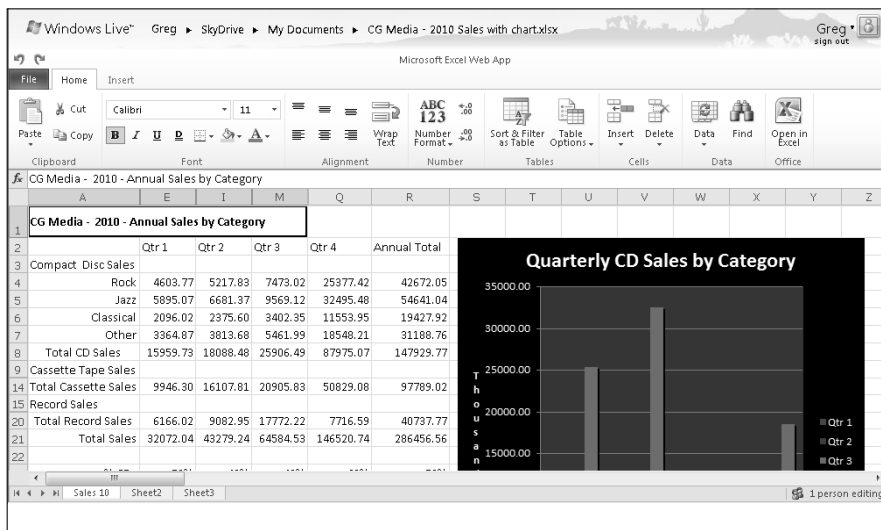 Windows Live™ Greg ▸ SkyDrive ▸ My Documents ▸ CG Media - 2010 Sales with chart.xlsx Greg
sign out
Microsoft Excel Web App
File Home Insert
Paste Cut Copy Calibri 11 B I U D A Wrap Text ABC 123 Number Format Sort & Filter as Table Table Options Insert Delete Data Find Open in Excel
Clipboard Font Alignment Number Tables Cells Data Office
fx CG Media - 2010 - Annual Sales by Category
A E I M Q R S T U V W X Y Z
1 CG Media - 2010 - Annual Sales by Category
2 Qtr 1 Qtr 2 Qtr 3 Qtr 4 Annual Total
3 Compact Disc Sales
4 Rock 4603.77 5217.83 7473.02 25377.42 42672.05
5 Jazz 5895.07 6681.37 9569.12 32495.48 54641.04
6 Classical 2096.02 2375.60 3402.35 11553.95 19427.92
7 Other 3364.87 3813.68 5461.99 18548.21 31188.76
8 Total CD Sales 15959.73 18088.48 25906.49 87975.07 147929.77
9 Cassette Tape Sales
14 Total Cassette Sales 9946.30 16107.81 20905.83 50829.08 97789.02
15 Record Sales
20 Total Record Sales 6166.02 9082.95 17772.22 7716.59 40737.77
21 Total Sales 32072.04 43279.24 64584.53 146520.74 286456.56
22
Quarterly CD Sales by Category
35000.00
30000.00
25000.00
20000.00
15000.00
Thousan
Qtr 1
Qtr 2
Qtr 3
Sales 10 Sheet2 Sheet3 1 person editing